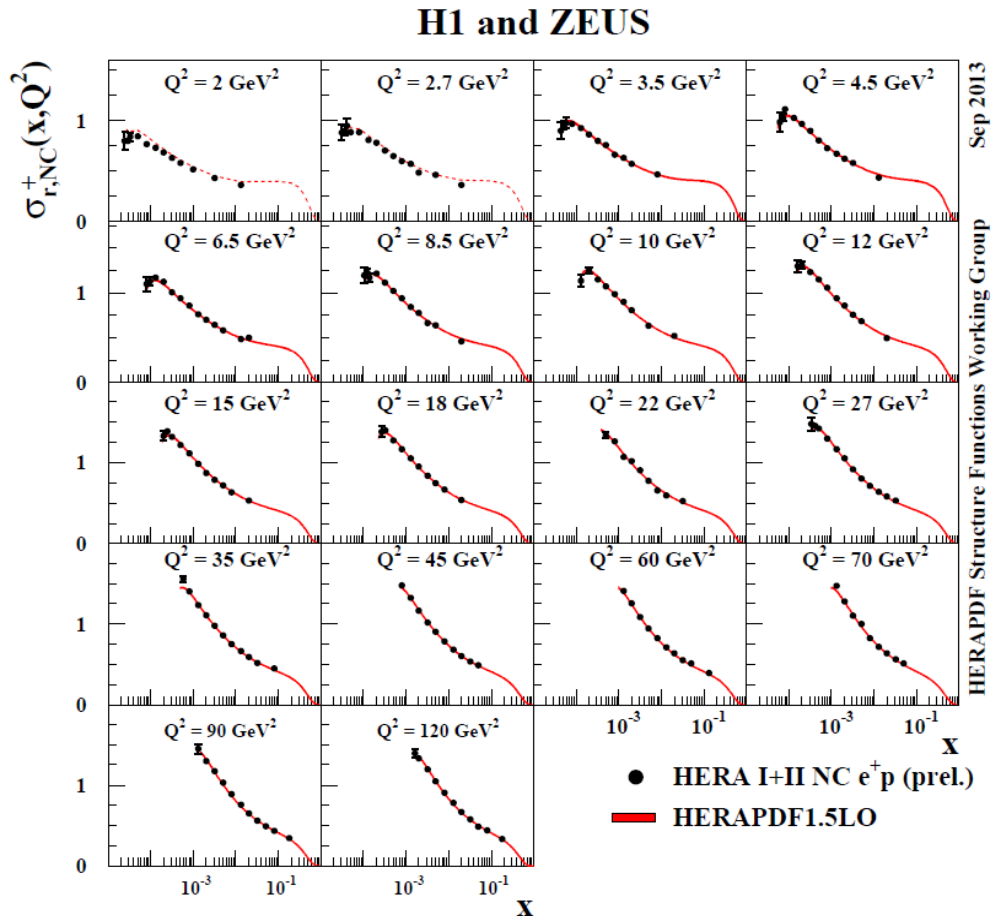 H1 and ZEUS
σ⁺r,NC(x,Q²)
Sep 2013
HERAPDF Structure Functions Working Group
Q² = 2 GeV²
Q² = 2.7 GeV²
Q² = 3.5 GeV²
Q² = 4.5 GeV²
1
0
Q² = 6.5 GeV²
Q² = 8.5 GeV²
Q² = 10 GeV²
Q² = 12 GeV²
1
0
Q² = 15 GeV²
Q² = 18 GeV²
Q² = 22 GeV²
Q² = 27 GeV²
1
0
Q² = 35 GeV²
Q² = 45 GeV²
Q² = 60 GeV²
Q² = 70 GeV²
1
0
10⁻³ 10⁻¹ 10⁻³ 10⁻¹
x
Q² = 90 GeV²
Q² = 120 GeV²
1
0
10⁻³ 10⁻¹ 10⁻³ 10⁻¹
x
HERA I+II NC e⁺p (prel.)
HERAPDF1.5LO